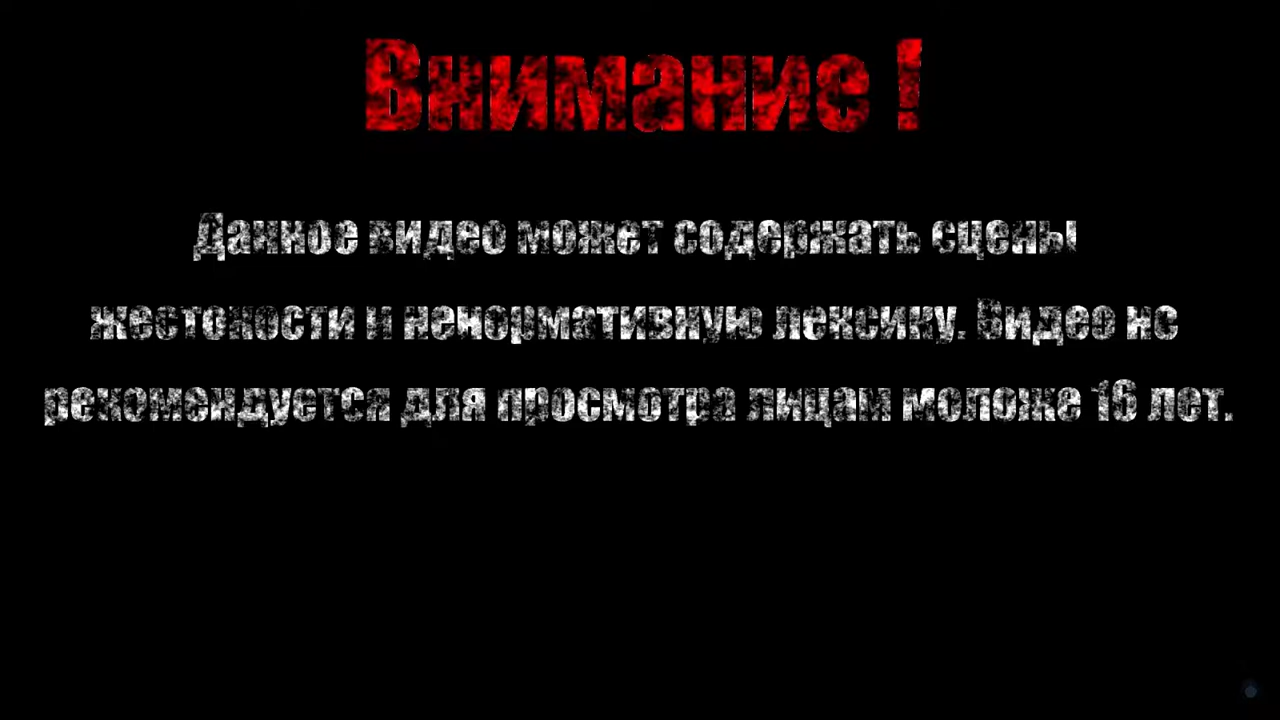 Внимание !
Данное видео может содержать сцены
жестокости и ненормативную лексику. Видео не
рекомендуется для просмотра лицам моложе 16 лет.